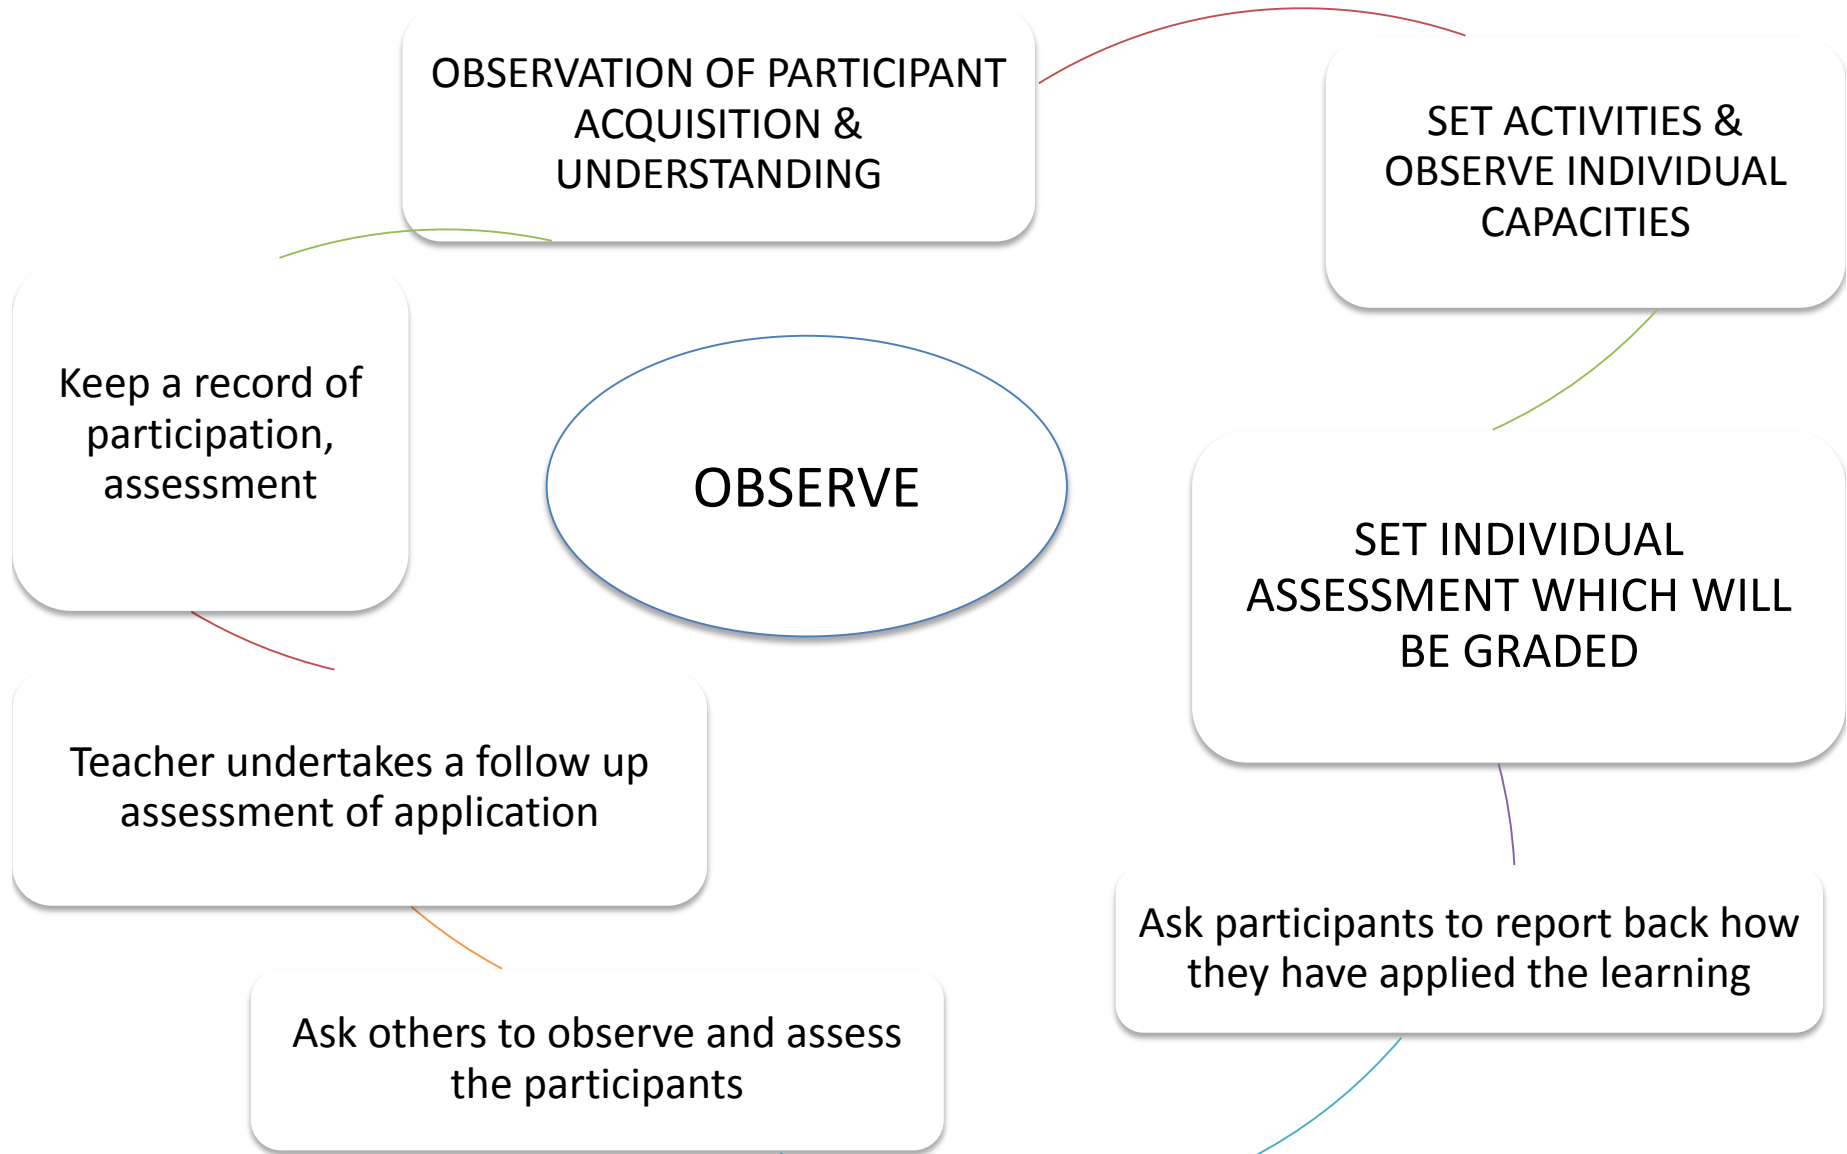 OBSERVATION OF PARTICIPANT
ACQUISITION &
UNDERSTANDING
SET ACTIVITIES &
OBSERVE INDIVIDUAL
CAPACITIES
Keep a record of
participation,
assessment
OBSERVE
SET INDIVIDUAL
ASSESSMENT WHICH WILL
BE GRADED
Teacher undertakes a follow up
assessment of application
Ask participants to report back how
they have applied the learning
Ask others to observe and assess
the participants